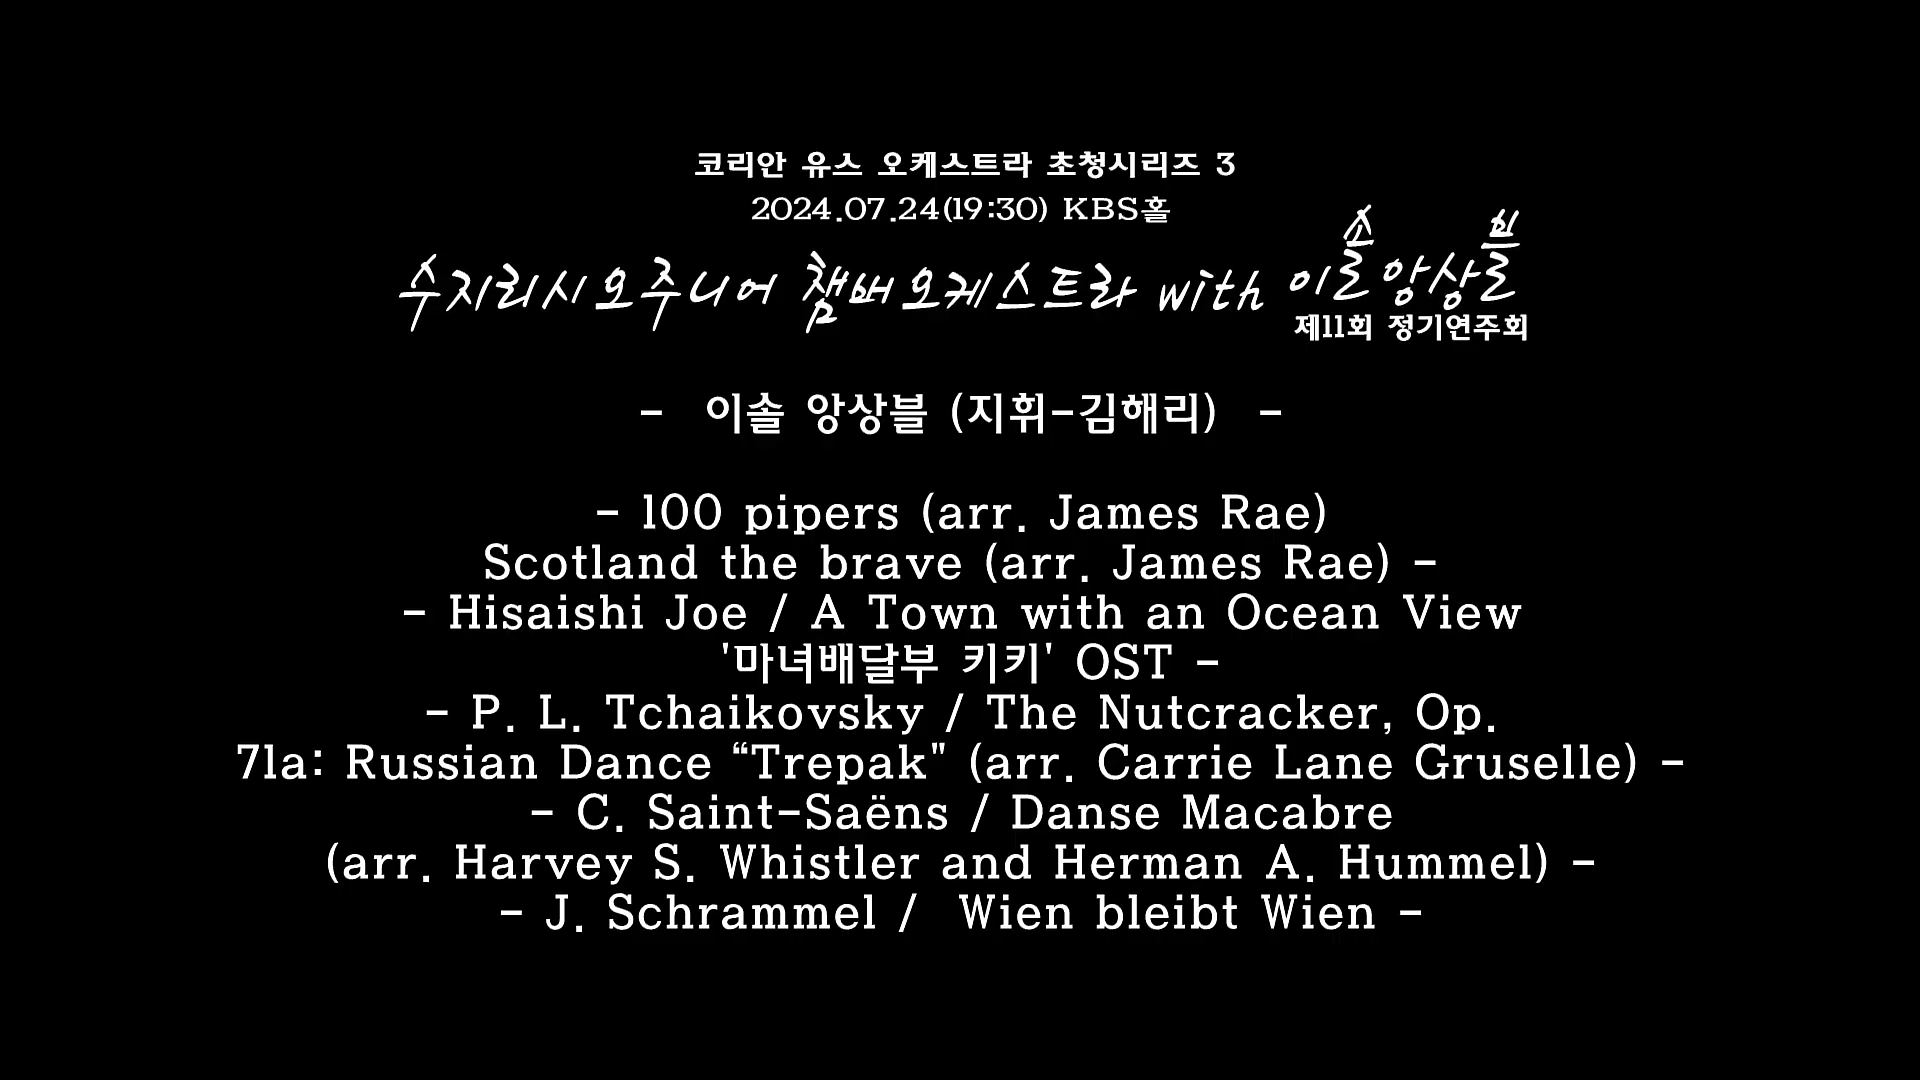 코리안 유스 오케스트라 초청시리즈 3
2024.07.24(19:30) KBS홀
수지리시오주니어 챔버오케스트라 with 이솔앙상블
제11회 정기연주회
- 이솔 앙상블 (지휘-김해리) -
- 100 pipers (arr. James Rae)
Scotland the brave (arr. James Rae) -
- Hisaishi Joe / A Town with an Ocean View
'마녀배달부 키키' OST -
- P. L. Tchaikovsky / The Nutcracker, Op.
71a: Russian Dance “Trepak" (arr. Carrie Lane Gruselle) -
- C. Saint-Saëns / Danse Macabre
(arr. Harvey S. Whistler and Herman A. Hummel) -
- J. Schrammel / Wien bleibt Wien -